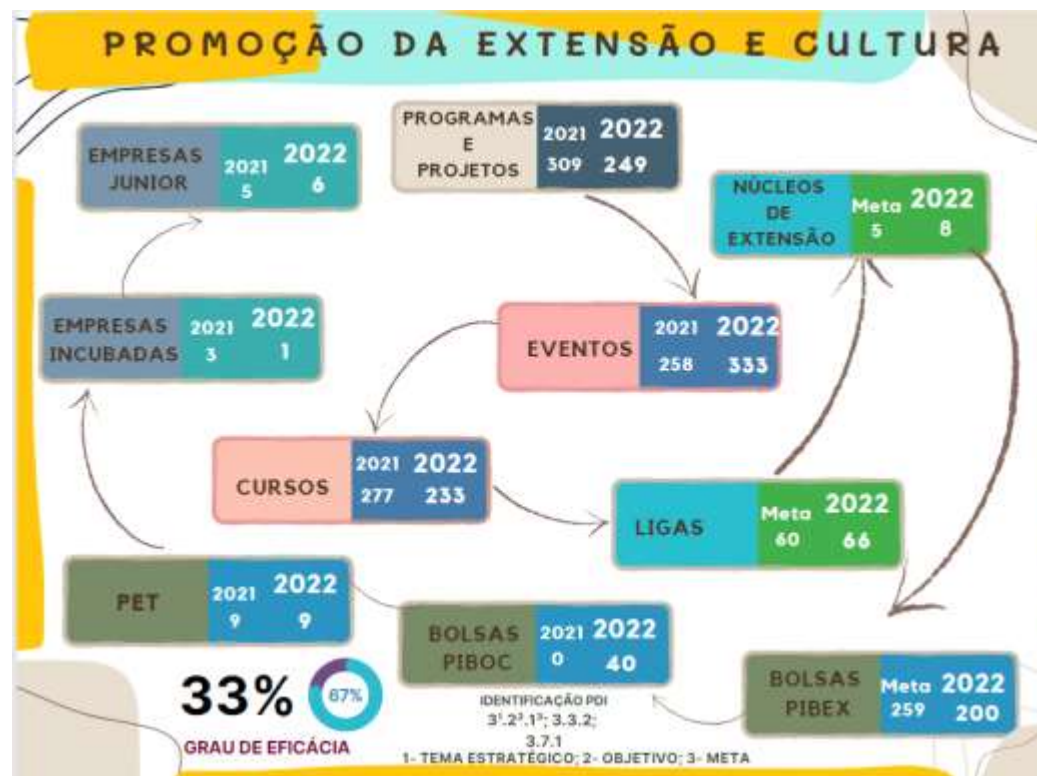 PROMOÇÃO DA EXTENSÃO E CULTURA
PROGRAMAS
E
PROJETOS
2021 2022
309 249
EMPRESAS
JUNIOR
2021 2022
5 6
NÚCLEOS
DE
EXTENSÃO
Meta 2022
5 8
EMPRESAS
INCUBADAS
2021 2022
3 1
EVENTOS
2021 2022
258 333
CURSOS
2021 2022
277 233
LIGAS
Meta 2022
60 66
PET
2021 2022
9 9
BOLSAS
PIBOC
2021 2022
0 40
BOLSAS
PIBEX
Meta 2022
259 200
33%
67%
GRAU DE EFICÁCIA
IDENTIFICAÇÃO PDI
3¹.2².1³; 3.3.2;
3.7.1
1- TEMA ESTRATÉGICO; 2- OBJETIVO; 3- META